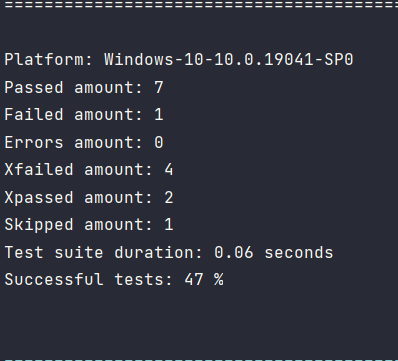 Platform: Windows-10-10.0.19041-SP0
Passed amount: 7
Failed amount: 1
Errors amount: 0
Xfailed amount: 4
Xpassed amount: 2
Skipped amount: 1
Test suite duration: 0.06 seconds
Successful tests: 47 %